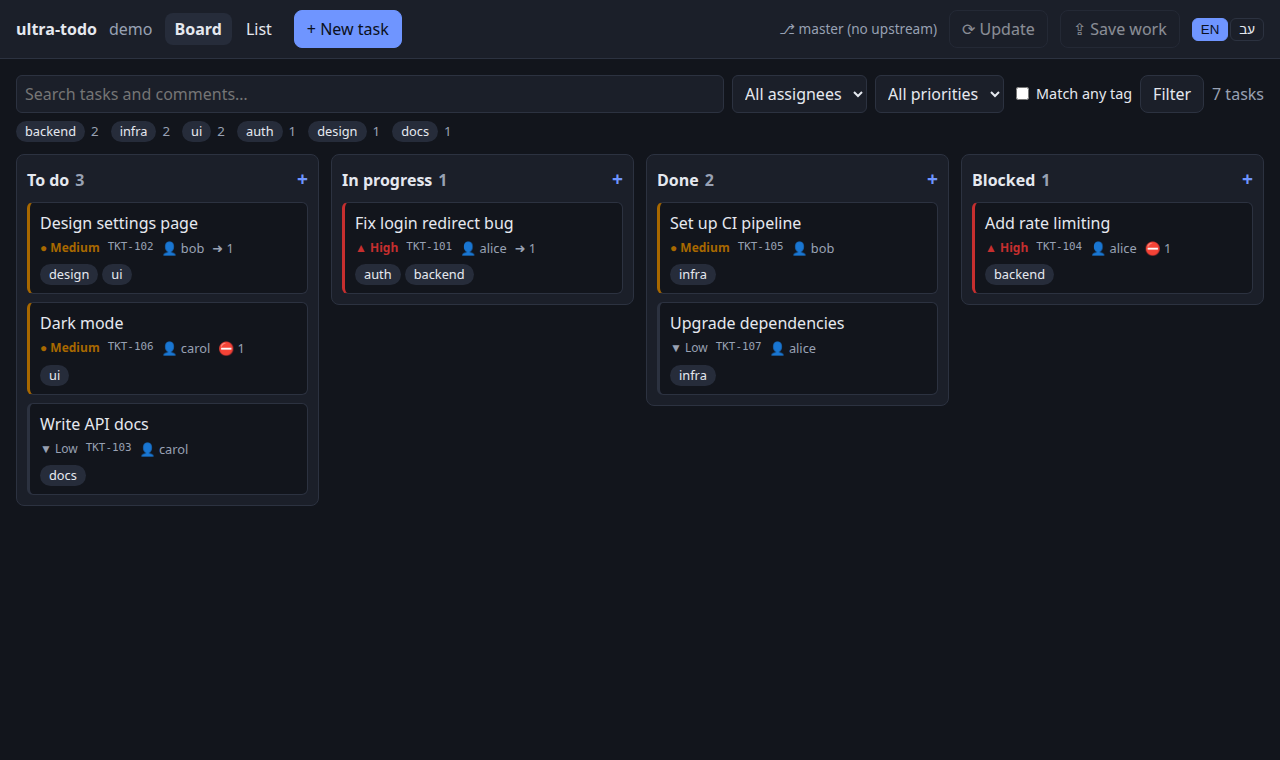 ultra-todo demo Board List + New task ⎇ master (no upstream) ⟳ Update ⇪ Save work EN עב
Search tasks and comments... All assignees All priorities Match any tag Filter 7 tasks
backend 2 infra 2 ui 2 auth 1 design 1 docs 1
To do 3 +
Design settings page
● Medium TKT-102 👤 bob ➜ 1
design ui
Dark mode
● Medium TKT-106 👤 carol ⛔ 1
ui
Write API docs
▼ Low TKT-103 👤 carol
docs
In progress 1 +
Fix login redirect bug
▲ High TKT-101 👤 alice ➜ 1
auth backend
Done 2 +
Set up CI pipeline
● Medium TKT-105 👤 bob
infra
Upgrade dependencies
▼ Low TKT-107 👤 alice
infra
Blocked 1 +
Add rate limiting
▲ High TKT-104 👤 alice ⛔ 1
backend